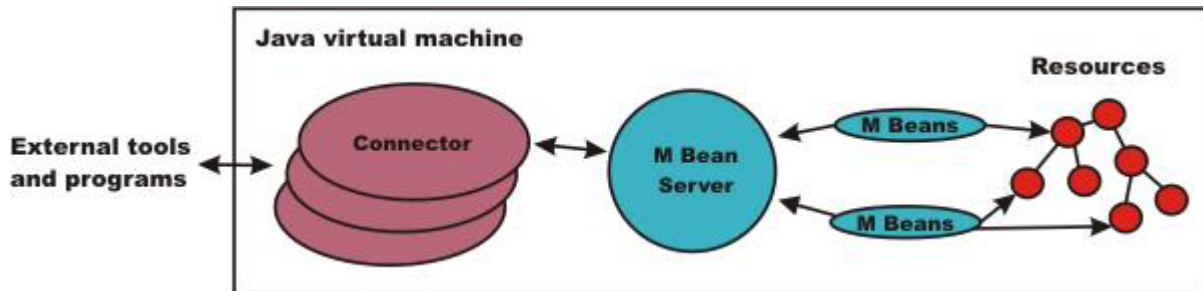 Java virtual machine
Resources
External tools
and programs
Connector
M Bean
Server
M Beans
M Beans